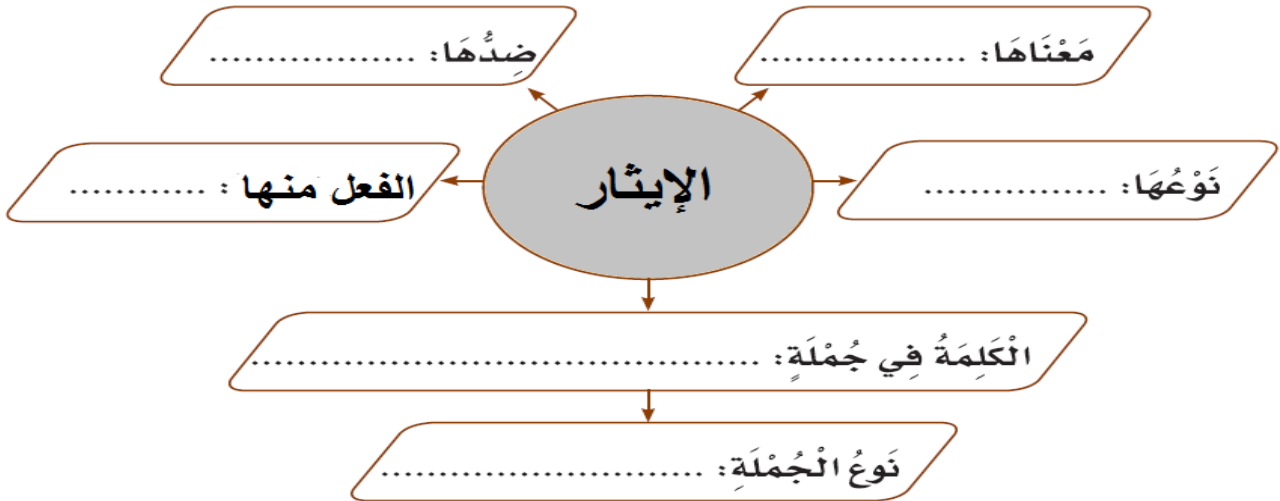 مَعْنَاهَا: ..................
ضِدُّهَا: ..................
نَوْعُهَا: ................
الإيثار
الفعل منها : ............
الْكَلِمَةُ فِي جُمْلَةٍ: .............................................
نَوعُ الْجُمْلَةِ: .............................